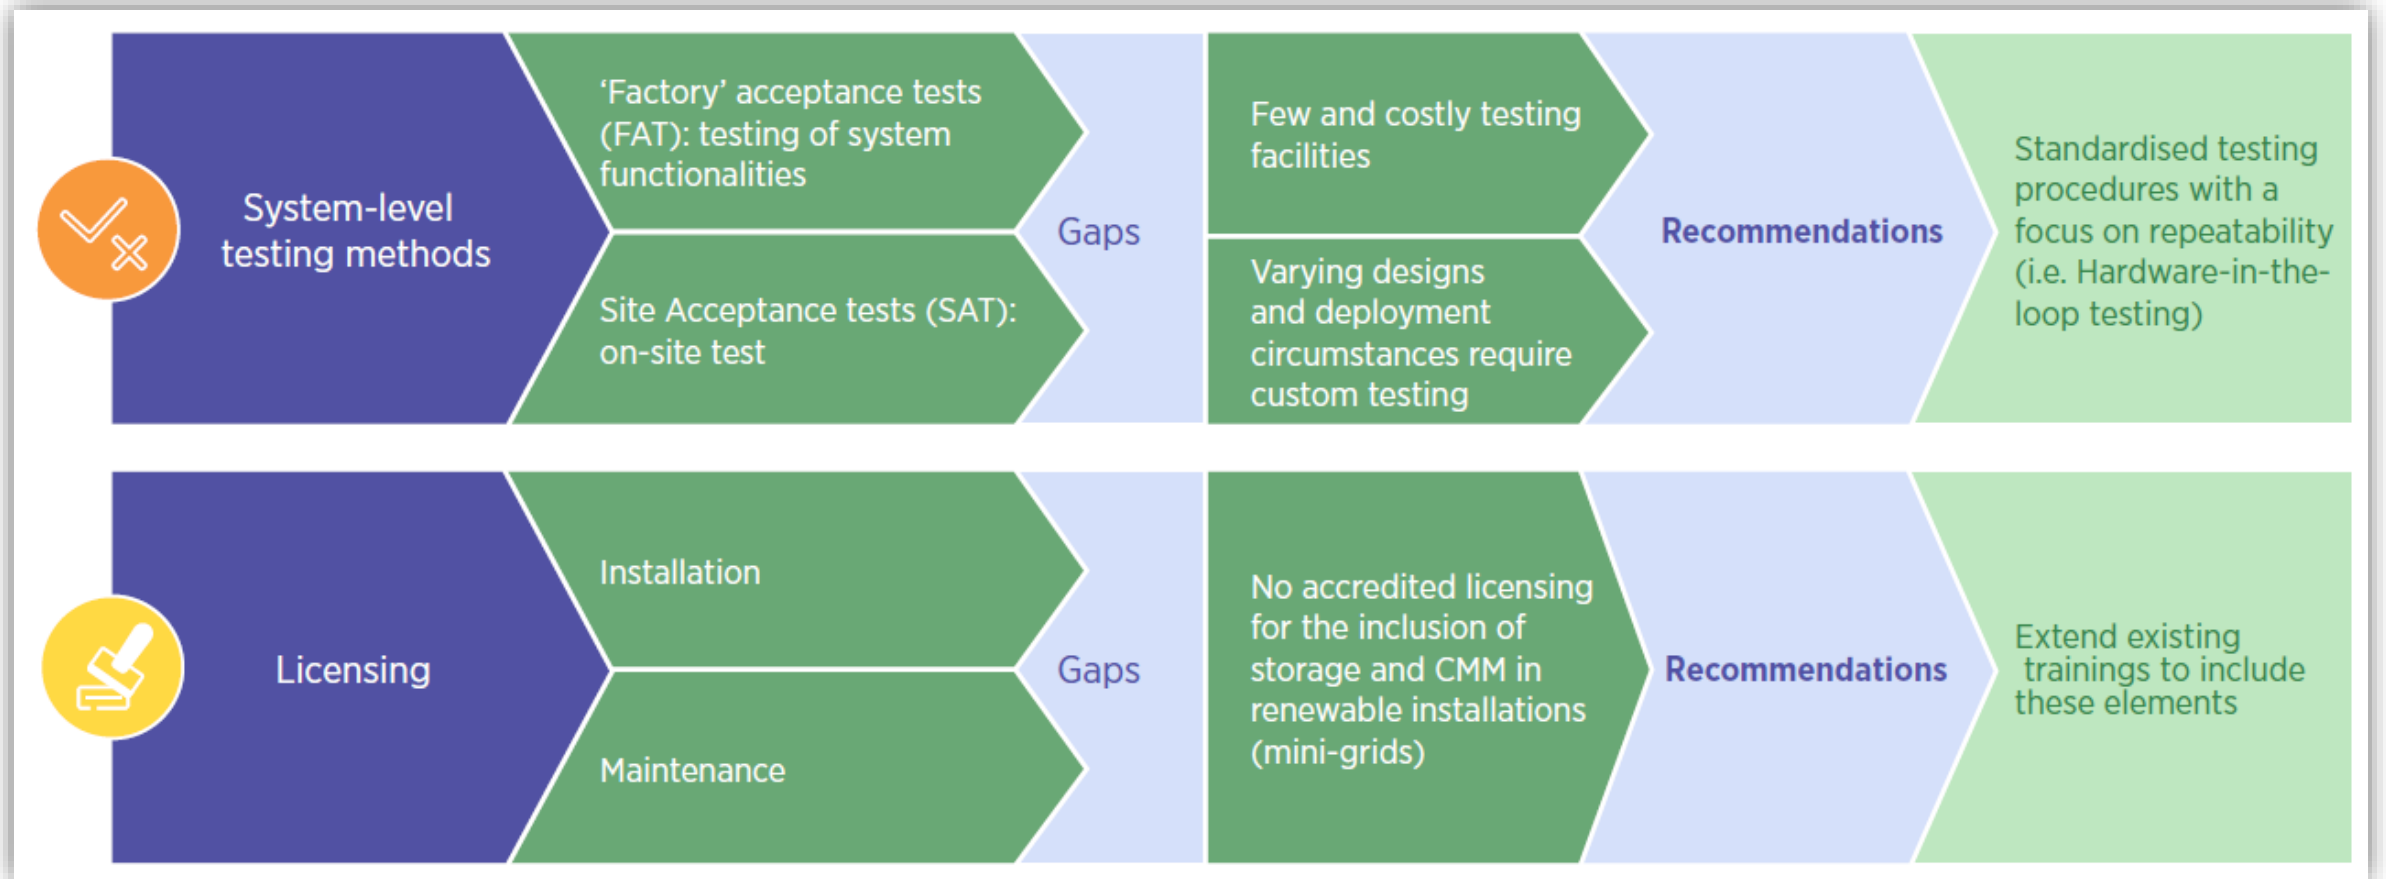 System-level
testing methods
‘Factory’ acceptance tests
(FAT): testing of system
functionalities
Site Acceptance tests (SAT):
on-site test
Gaps
Few and costly testing
facilities
Varying designs
and deployment
circumstances require
custom testing
Recommendations
Standardised testing
procedures with a
focus on repeatability
(i.e. Hardware-in-the-
loop testing)
Licensing
Installation
Maintenance
Gaps
No accredited licensing
for the inclusion of
storage and CMM in
renewable installations
(mini-grids)
Recommendations
Extend existing
trainings to include
these elements